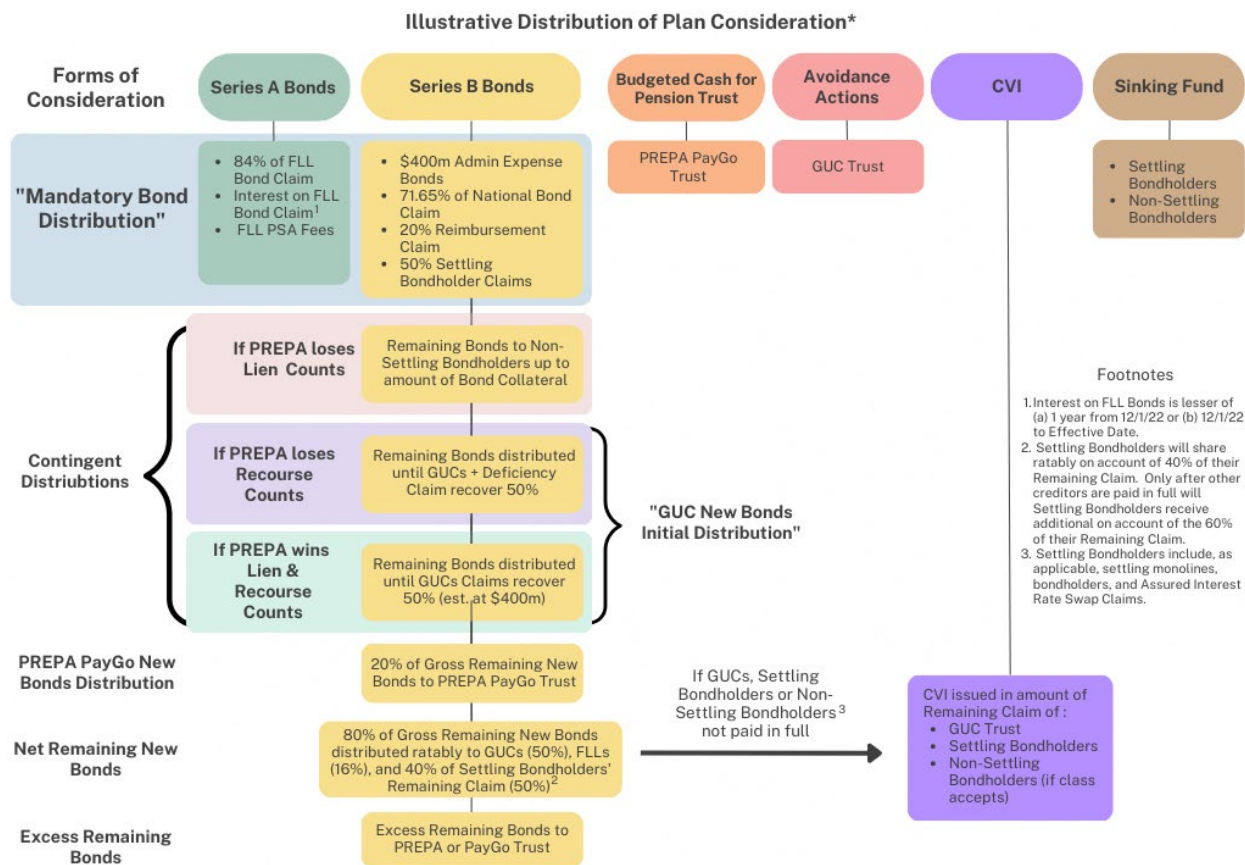 Illustrative Distribution of Plan Consideration*
Forms of
Consideration
Series A Bonds
Series B Bonds
Budgeted Cash for
Pension Trust
Avoidance
Actions
CVI
Sinking Fund
"Mandatory Bond
Distribution"
• 84% of FLL
Bond Claim
• Interest on FLL
Bond Claim1
• FLL PSA Fees
• $400m Admin Expense
Bonds
• 71.65% of National Bond
Claim
• 20% Reimbursement
Claim
• 50% Settling
Bondholder Claims
PREPA PayGo
Trust
GUC Trust
• Settling
Bondholders
• Non-Settling
Bondholders
Contingent
Distriubtions
If PREPA loses
Lien Counts
Remaining Bonds to Non-
Settling Bondholders up to
amount of Bond Collateral
If PREPA loses
Recourse
Counts
Remaining Bonds distributed
until GUCs + Deficiency
Claim recover 50%
If PREPA wins
Lien &
Recourse
Counts
Remaining Bonds distributed
until GUCs Claims recover
50% (est. at $400m)
"GUC New Bonds
Initial Distribution"
Footnotes
1. Interest on FLL Bonds is lesser of
(a) 1 year from 12/1/22 or (b) 12/1/22
to Effective Date.
2. Settling Bondholders will share
ratably on account of 40% of their
Remaining Claim. Only after other
creditors are paid in full will
Settling Bondholders receive
additional on account of the 60%
of their Remaining Claim.
3. Settling Bondholders include, as
applicable, settling monolines,
bondholders, and Assured Interest
Rate Swap Claims.
PREPA PayGo New
Bonds Distribution
20% of Gross Remaining New
Bonds to PREPA PayGo Trust
Net Remaining New
Bonds
80% of Gross Remaining New Bonds
distributed ratably to GUCs (50%), FLLs
(16%), and 40% of Settling Bondholders'
Remaining Claim (50%)2
If GUCs, Settling
Bondholders or Non-
Settling Bondholders3
not paid in full
CVI issued in amount of
Remaining Claim of :
• GUC Trust
• Settling Bondholders
• Non-Settling
Bondholders (if class
accepts)
Excess Remaining
Bonds
Excess Remaining Bonds to
PREPA or PayGo Trust